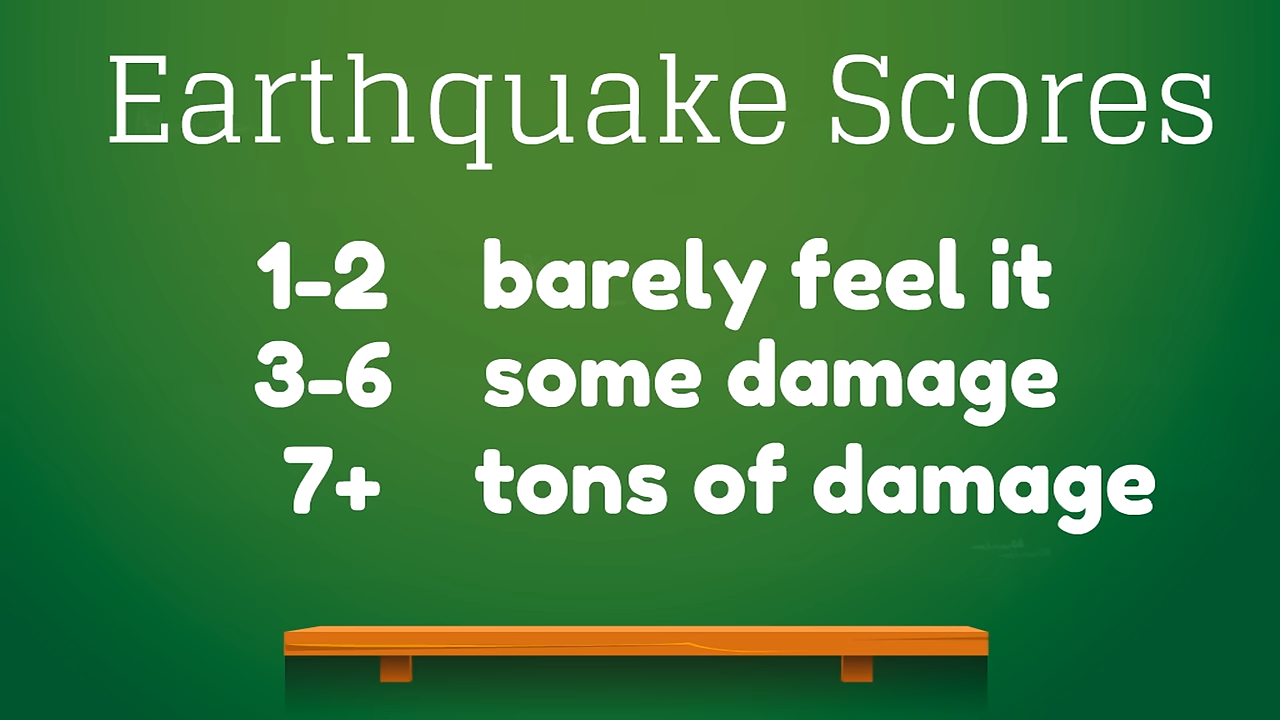 Earthquake Scores
1-2 barely feel it
3-6 some damage
7+ tons of damage